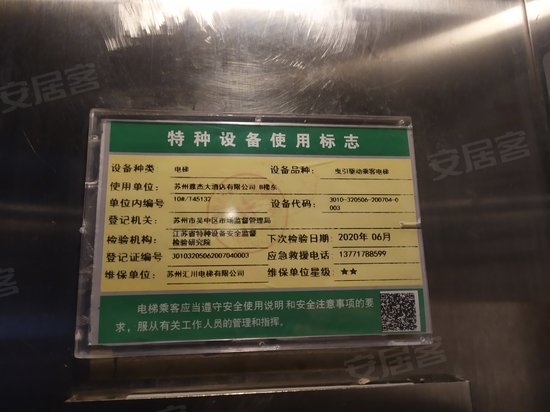 安居客
安居客
特种设备使用标志
设备种类 电梯 设备品种: 曳引驱动乘客电梯
使用单位: 苏州雅杰大酒店有限公司 B楼东
单位内编号 10#/T45132 设备代码: 3010-320506-200704-0003
登记机关: 苏州市吴中区市场监督管理局
检验机构: 江苏省特种设备安全监督检验研究院 下次检验日期: 2020年 06月
登记证编号 30103205062007040003 应急救援电话: 13771788599
维保单位: 苏州汇川电梯有限公司 维保单位星级: ★★
电梯乘客应当遵守安全使用说明和安全注意事项的要
求, 服从有关工作人员的管理和指挥。
安居客
安居客